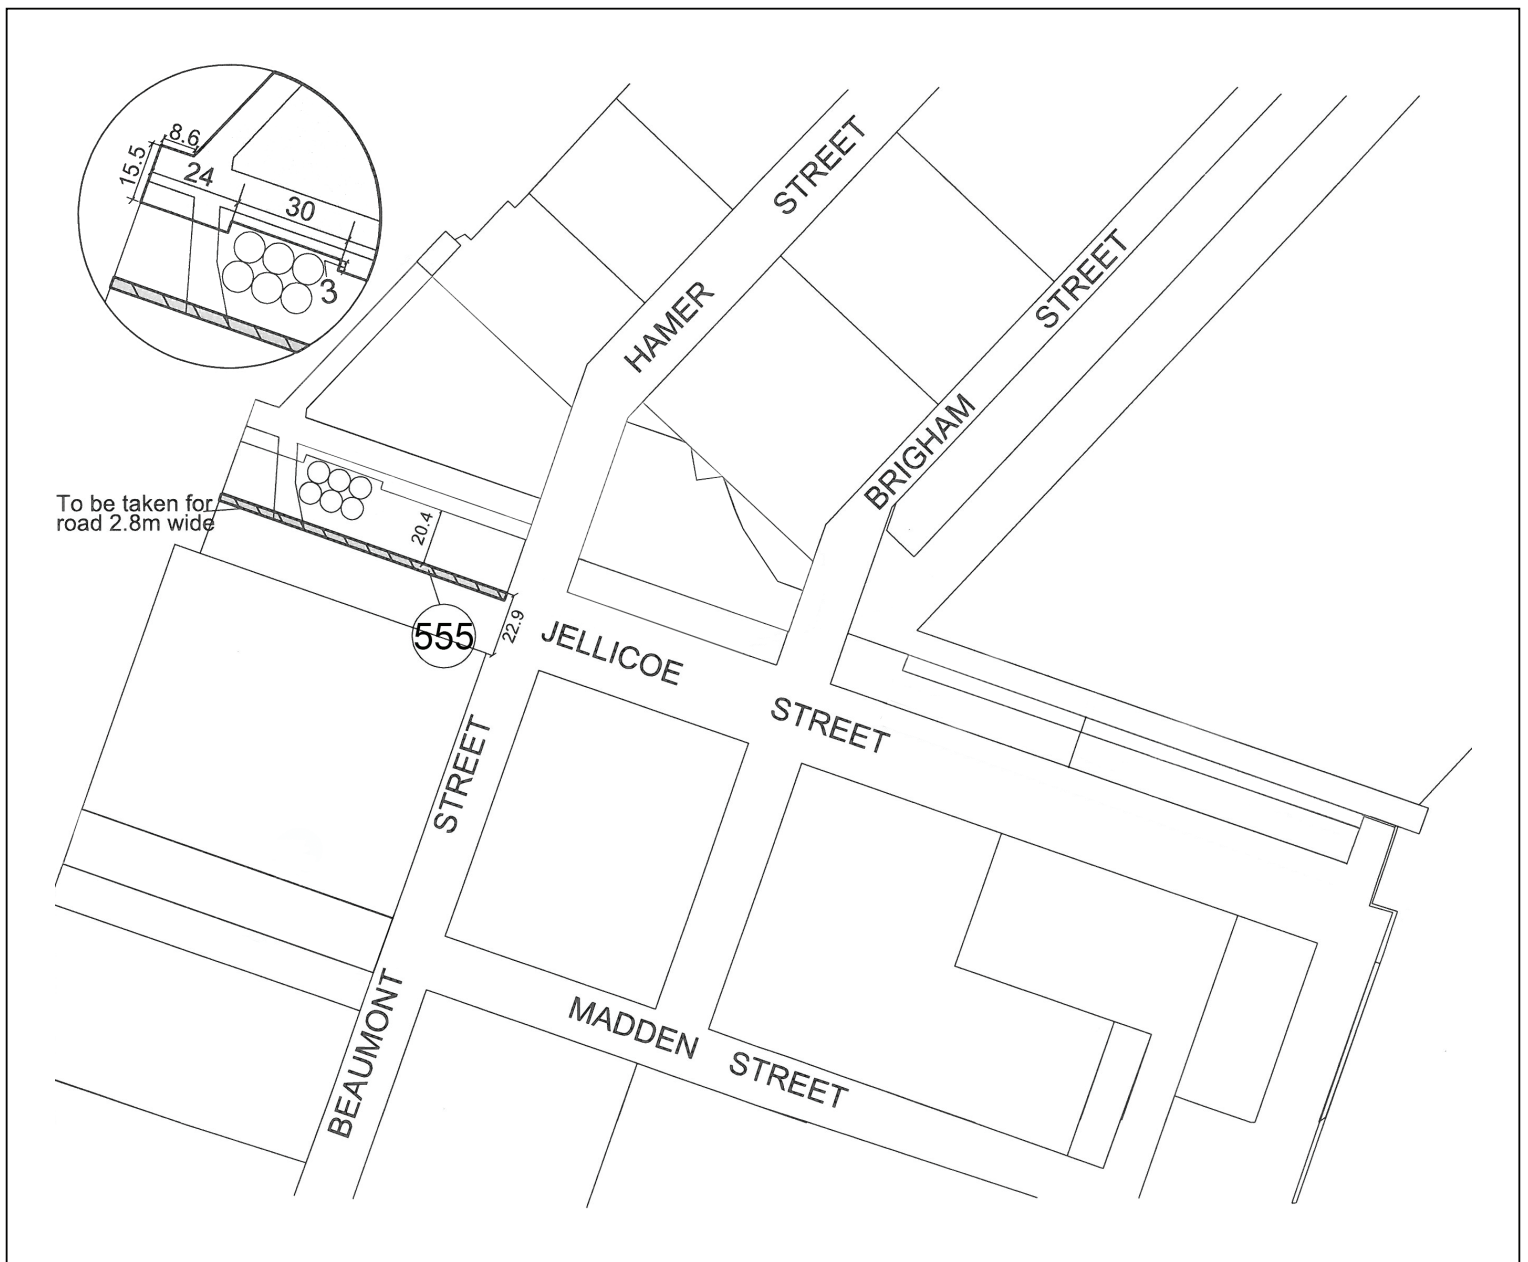 8.6
15.5
24
30
3
STREET
HAMER
STREET
BRIGHAM
To be taken for
road 2.8m wide
20.4
555
22.9
JELLICOE
STREET
STREET
BEAUMONT
MADDEN
STREET